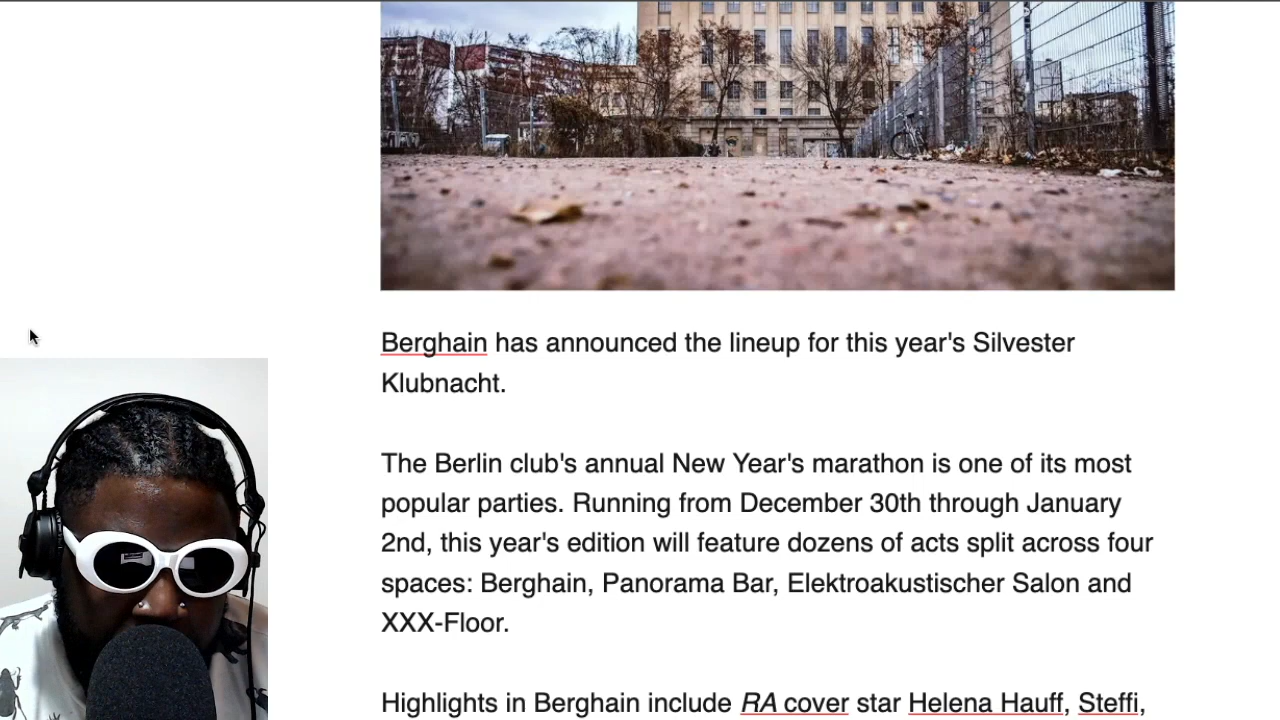 Berghain has announced the lineup for this year's Silvester
Klubnacht.
The Berlin club's annual New Year's marathon is one of its most
popular parties. Running from December 30th through January
2nd, this year's edition will feature dozens of acts split across four
spaces: Berghain, Panorama Bar, Elektroakustischer Salon and
XXX-Floor.
Highlights in Berghain include RA cover star Helena Hauff, Steffi,